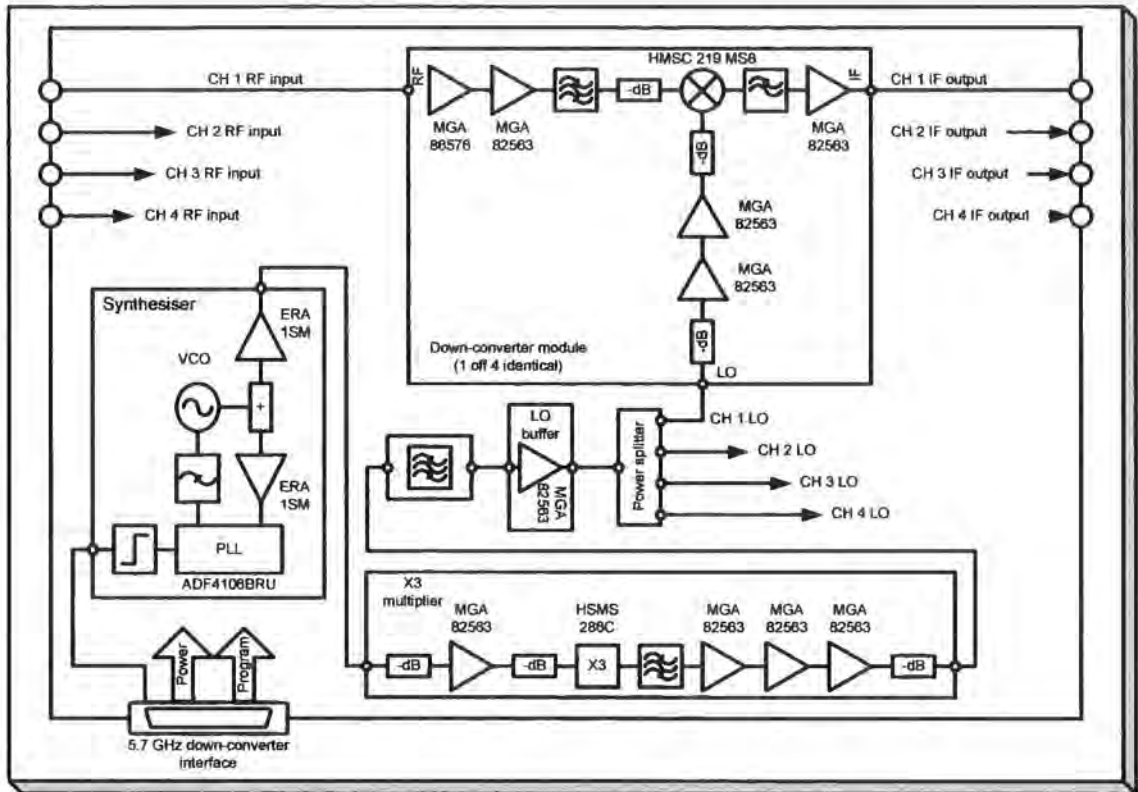 HMSC 219 MS8
CH 1 RF input
RF
-dB
IF
CH 1 IF output
MGA
86576
MGA
82563
MGA
82563
CH 2 RF input
CH 2 IF output
-dB
CH 3 RF input
CH 3 IF output
MGA
82563
CH 4 RF input
CH 4 IF output
MGA
82563
Synthesiser
ERA
1SM
-dB
VCO
Down-converter module
(1 off 4 identical)
LO
+
LO
buffer
MGA
82563
Power splitter
CH 1 LO
CH 2 LO
CH 3 LO
CH 4 LO
ERA
1SM
PLL
ADF4106BRU
X3
multiplier
MGA
82563
HSMS
286C
MGA
82563
MGA
82563
MGA
82563
-dB
-dB
X3
-dB
Power
Program
5.7 GHz down-converter
interface